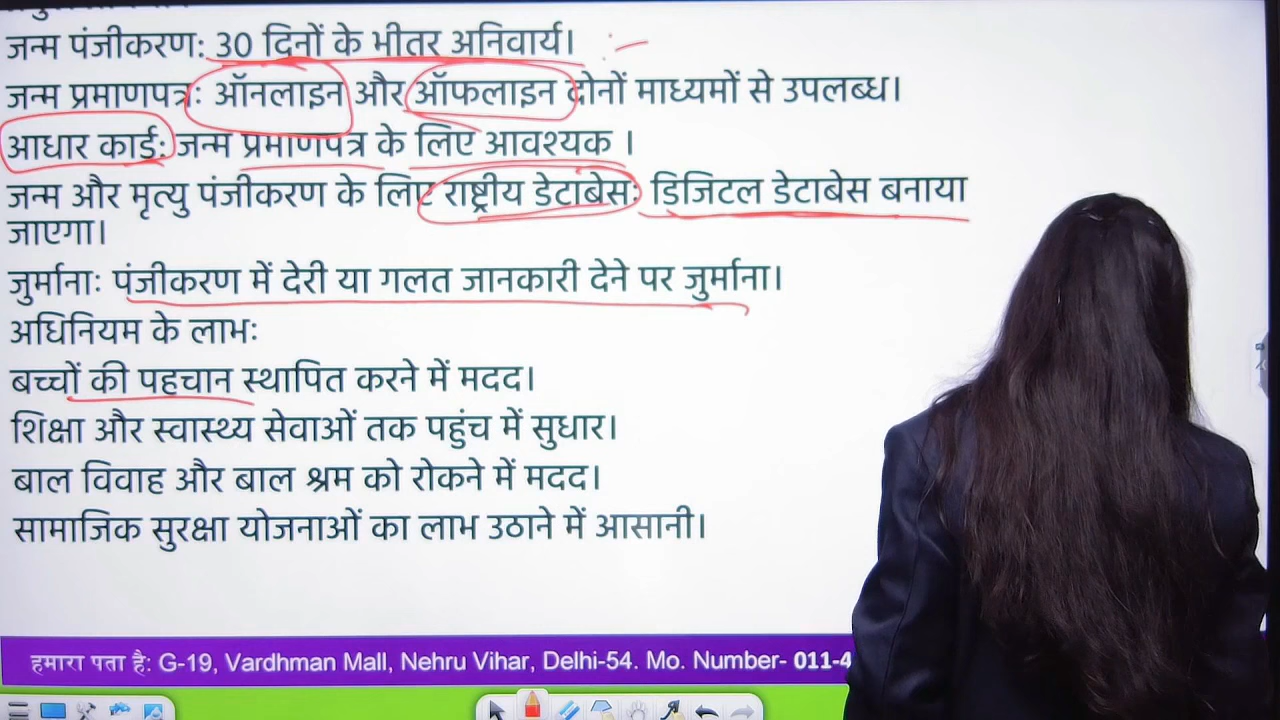 जन्म पंजीकरण: 30 दिनों के भीतर अनिवार्य।
जन्म प्रमाणपत्र: ऑनलाइन और ऑफलाइन दोनों माध्यमों से उपलब्ध।
आधार कार्ड: जन्म प्रमाणपत्र के लिए आवश्यक ।
जन्म और मृत्यु पंजीकरण के लिए राष्ट्रीय डेटाबेस: डिजिटल डेटाबेस बनाया
जाएगा।
जुर्माना: पंजीकरण में देरी या गलत जानकारी देने पर जुर्माना।
अधिनियम के लाभ:
बच्चों की पहचान स्थापित करने में मदद।
शिक्षा और स्वास्थ्य सेवाओं तक पहुंच में सुधार।
बाल विवाह और बाल श्रम को रोकने में मदद।
सामाजिक सुरक्षा योजनाओं का लाभ उठाने में आसानी।
हमारा पता है: G-19, Vardhman Mall, Nehru Vihar, Delhi-54. Mo. Number- 011-4